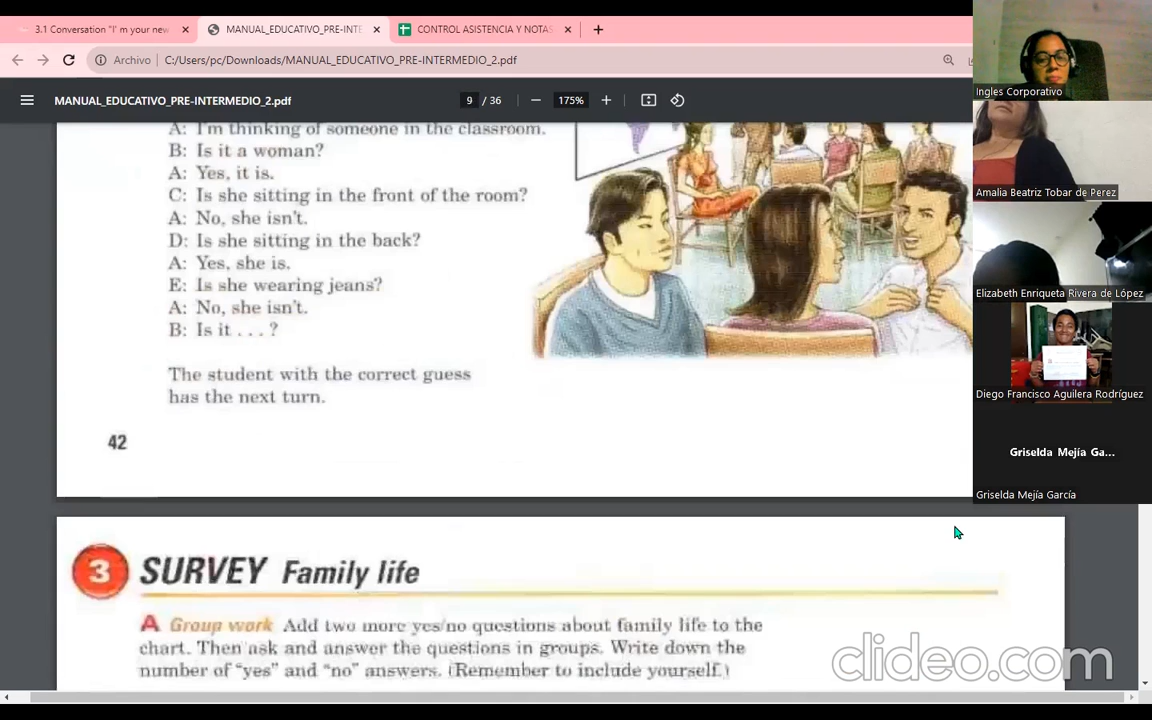 3.1 Conversation "I' m your new
MANUAL_EDUCATIVO_PRE-INTE
CONTROL ASISTENCIA Y NOTAS
Archivo
C:/Users/pc/Downloads/MANUAL_EDUCATIVO_PRE-INTERMEDIO_2.pdf
MANUAL_EDUCATIVO_PRE-INTERMEDIO_2.pdf
9 / 36
175%
A: I'm thinking of someone in the classroom.
B: Is it a woman?
A: Yes, it is.
C: Is she sitting in the front of the room?
A: No, she isn't.
D: Is she sitting in the back?
A: Yes, she is.
E: Is she wearing jeans?
A: No, she isn't.
B: Is it . . . ?
The student with the correct guess
has the next turn.
42
3 SURVEY Family life
A Group work Add two more yes/no questions about family life to the
chart. Then ask and answer the questions in groups. Write down the
number of "yes" and "no" answers. (Remember to include yourself.)
Ingles Corporativo
Amalia Beatriz Tobar de Perez
Elizabeth Enriqueta Rivera de López
Diego Francisco Aguilera Rodríguez
Griselda Mejía Ga...
Griselda Mejía García
clideo.com